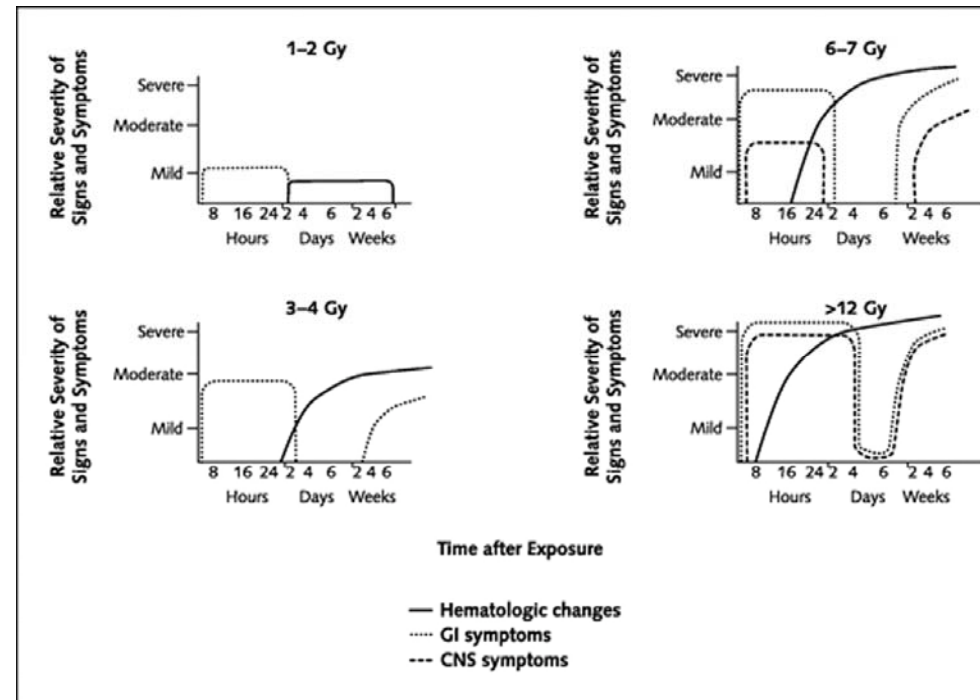 1–2 Gy
Relative Severity of
Signs and Symptoms
Severe
Moderate
Mild
8 16 24 2 4 6 2 4 6
Hours Days Weeks
6–7 Gy
Relative Severity of
Signs and Symptoms
Severe
Moderate
Mild
8 16 24 2 4 6 2 4 6
Hours Days Weeks
3–4 Gy
Relative Severity of
Signs and Symptoms
Severe
Moderate
Mild
8 16 24 2 4 6 2 4 6
Hours Days Weeks
>12 Gy
Relative Severity of
Signs and Symptoms
Severe
Moderate
Mild
8 16 24 2 4 6 2 4 6
Hours Days Weeks
Time after Exposure
Hematologic changes
GI symptoms
CNS symptoms